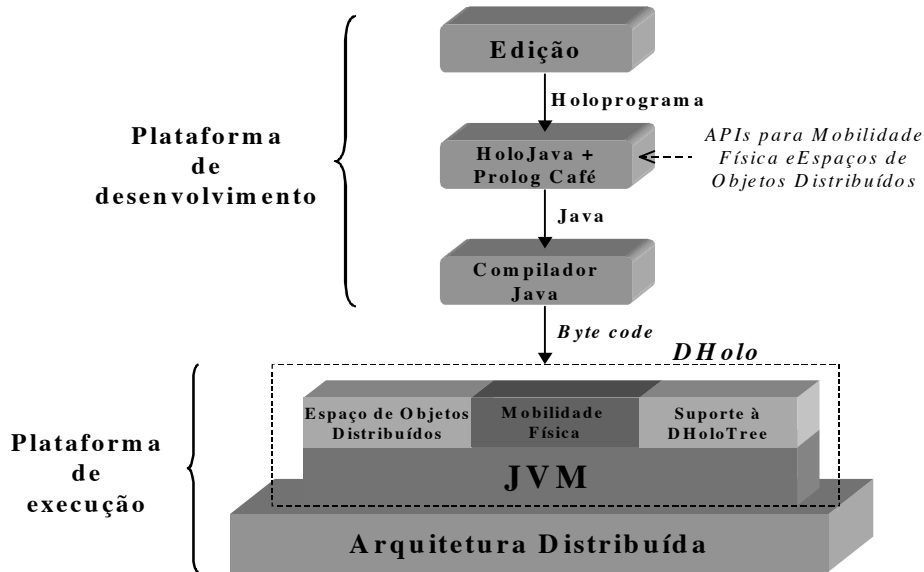 Edição
Holoprograma
Plataforma
de
desenvolvimento
HoloJava +
Prolog Café
APIs para Mobilidade
Física eEspaços de
Objetos Distribuídos
Java
Compilador
Java
Byte code
DHolo
Plataforma
de
execução
Espaço de Objetos
Distribuídos
Mobilidade
Física
Suporte à
DHoloTree
JVM
Arquitetura Distribuída